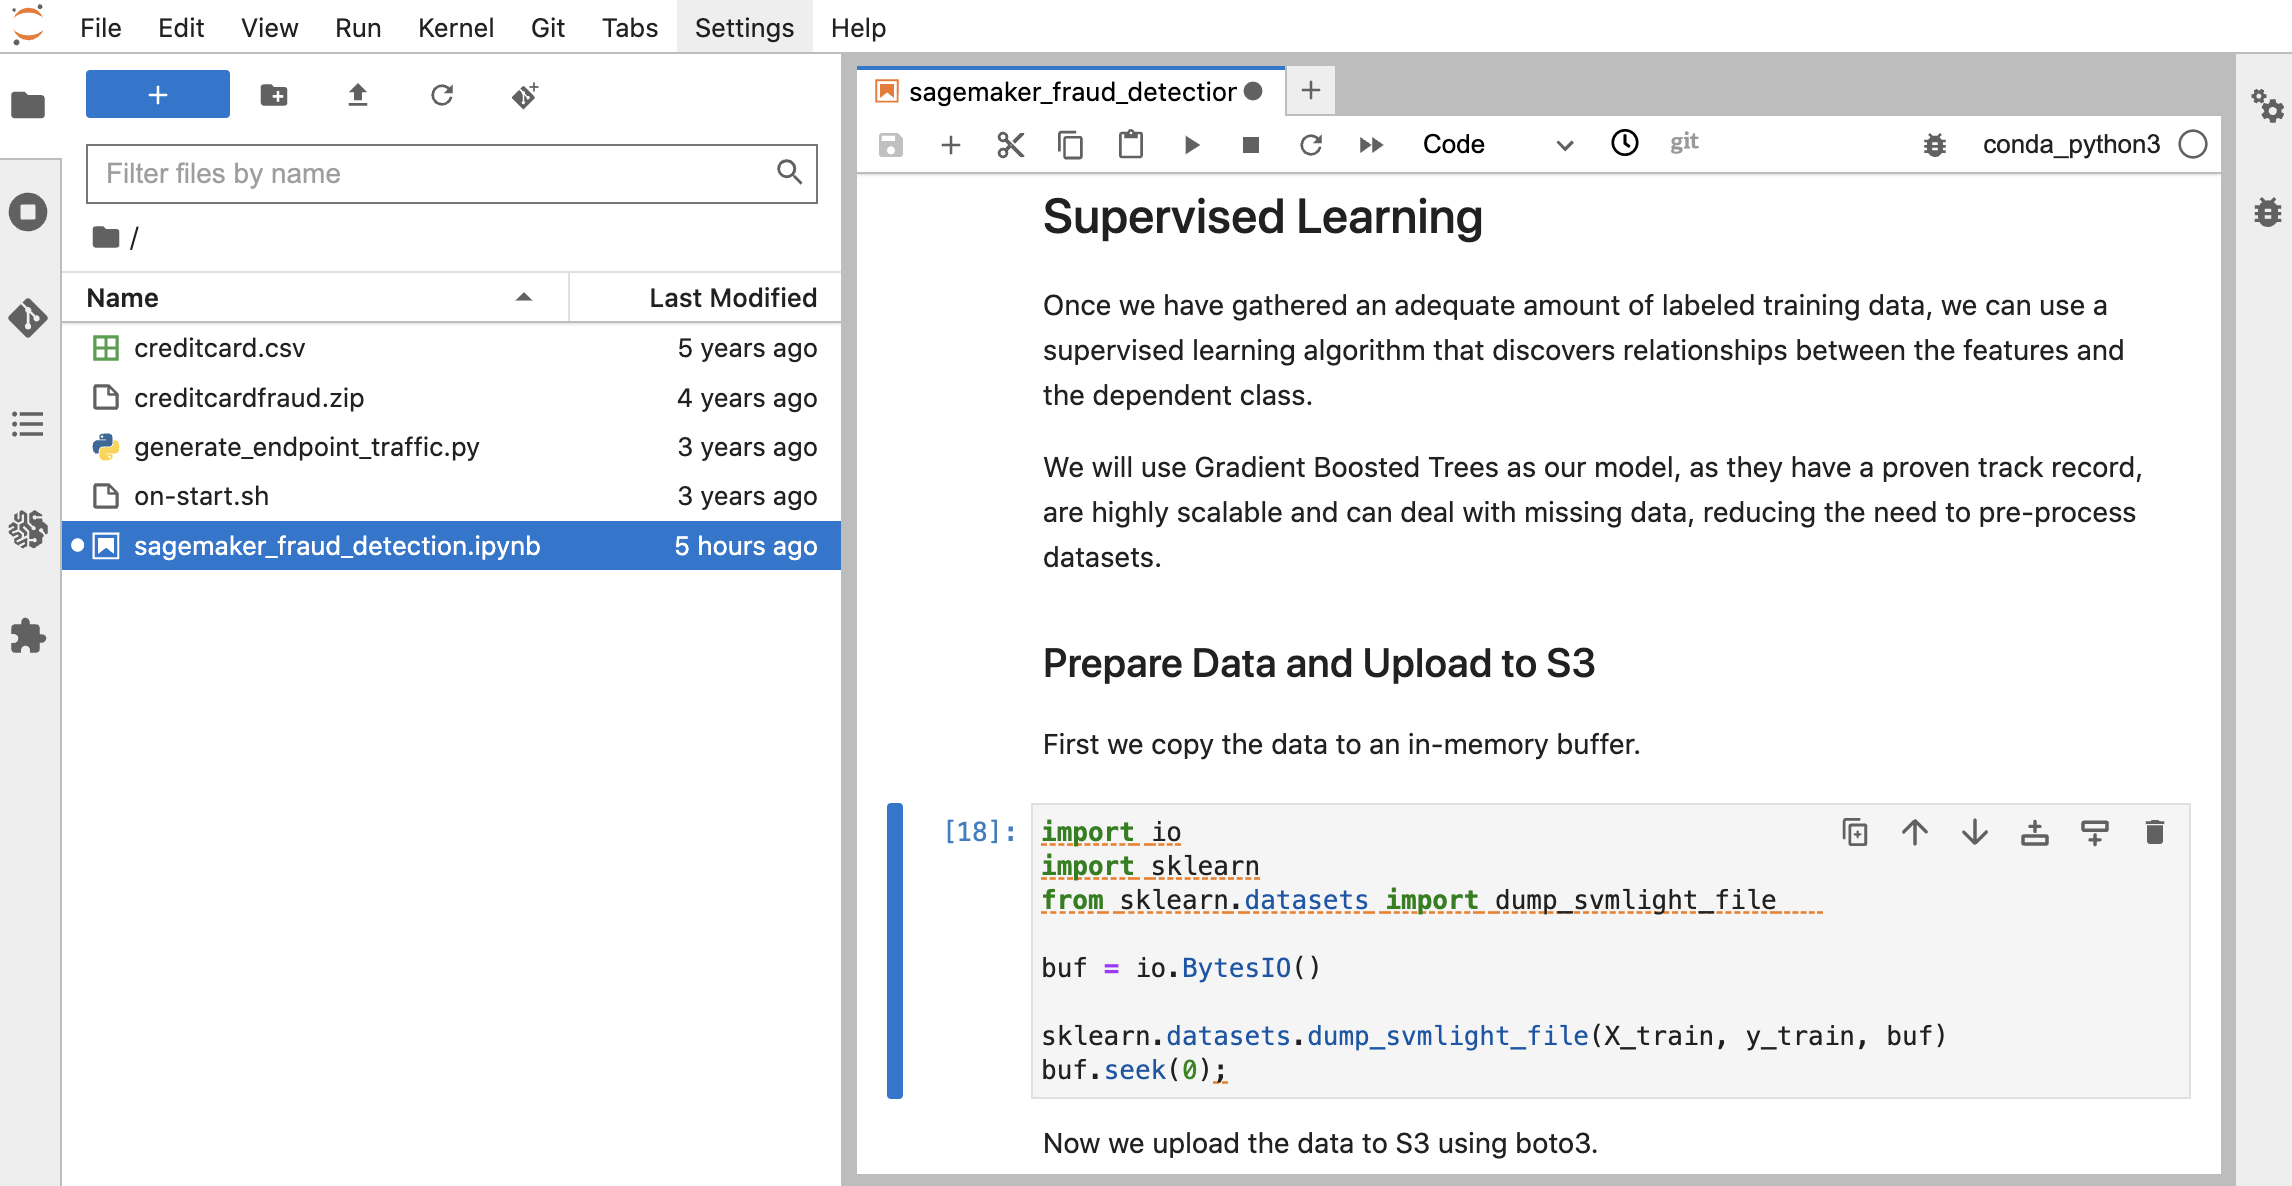 File Edit View Run Kernel Git Tabs Settings Help
Filter files by name
/
Name Last Modified
creditcard.csv 5 years ago
creditcardfraud.zip 4 years ago
generate_endpoint_traffic.py 3 years ago
on-start.sh 3 years ago
sagemaker_fraud_detection.ipynb 5 hours ago
sagemaker_fraud_detection
Code git conda_python3
Supervised Learning
Once we have gathered an adequate amount of labeled training data, we can use a
supervised learning algorithm that discovers relationships between the features and
the dependent class.
We will use Gradient Boosted Trees as our model, as they have a proven track record,
are highly scalable and can deal with missing data, reducing the need to pre-process
datasets.
Prepare Data and Upload to S3
First we copy the data to an in-memory buffer.
[18]: import io
import sklearn
from sklearn.datasets import dump_svmlight_file
buf = io.BytesIO()
sklearn.datasets.dump_svmlight_file(X_train, y_train, buf)
buf.seek(0);
Now we upload the data to S3 using boto3.